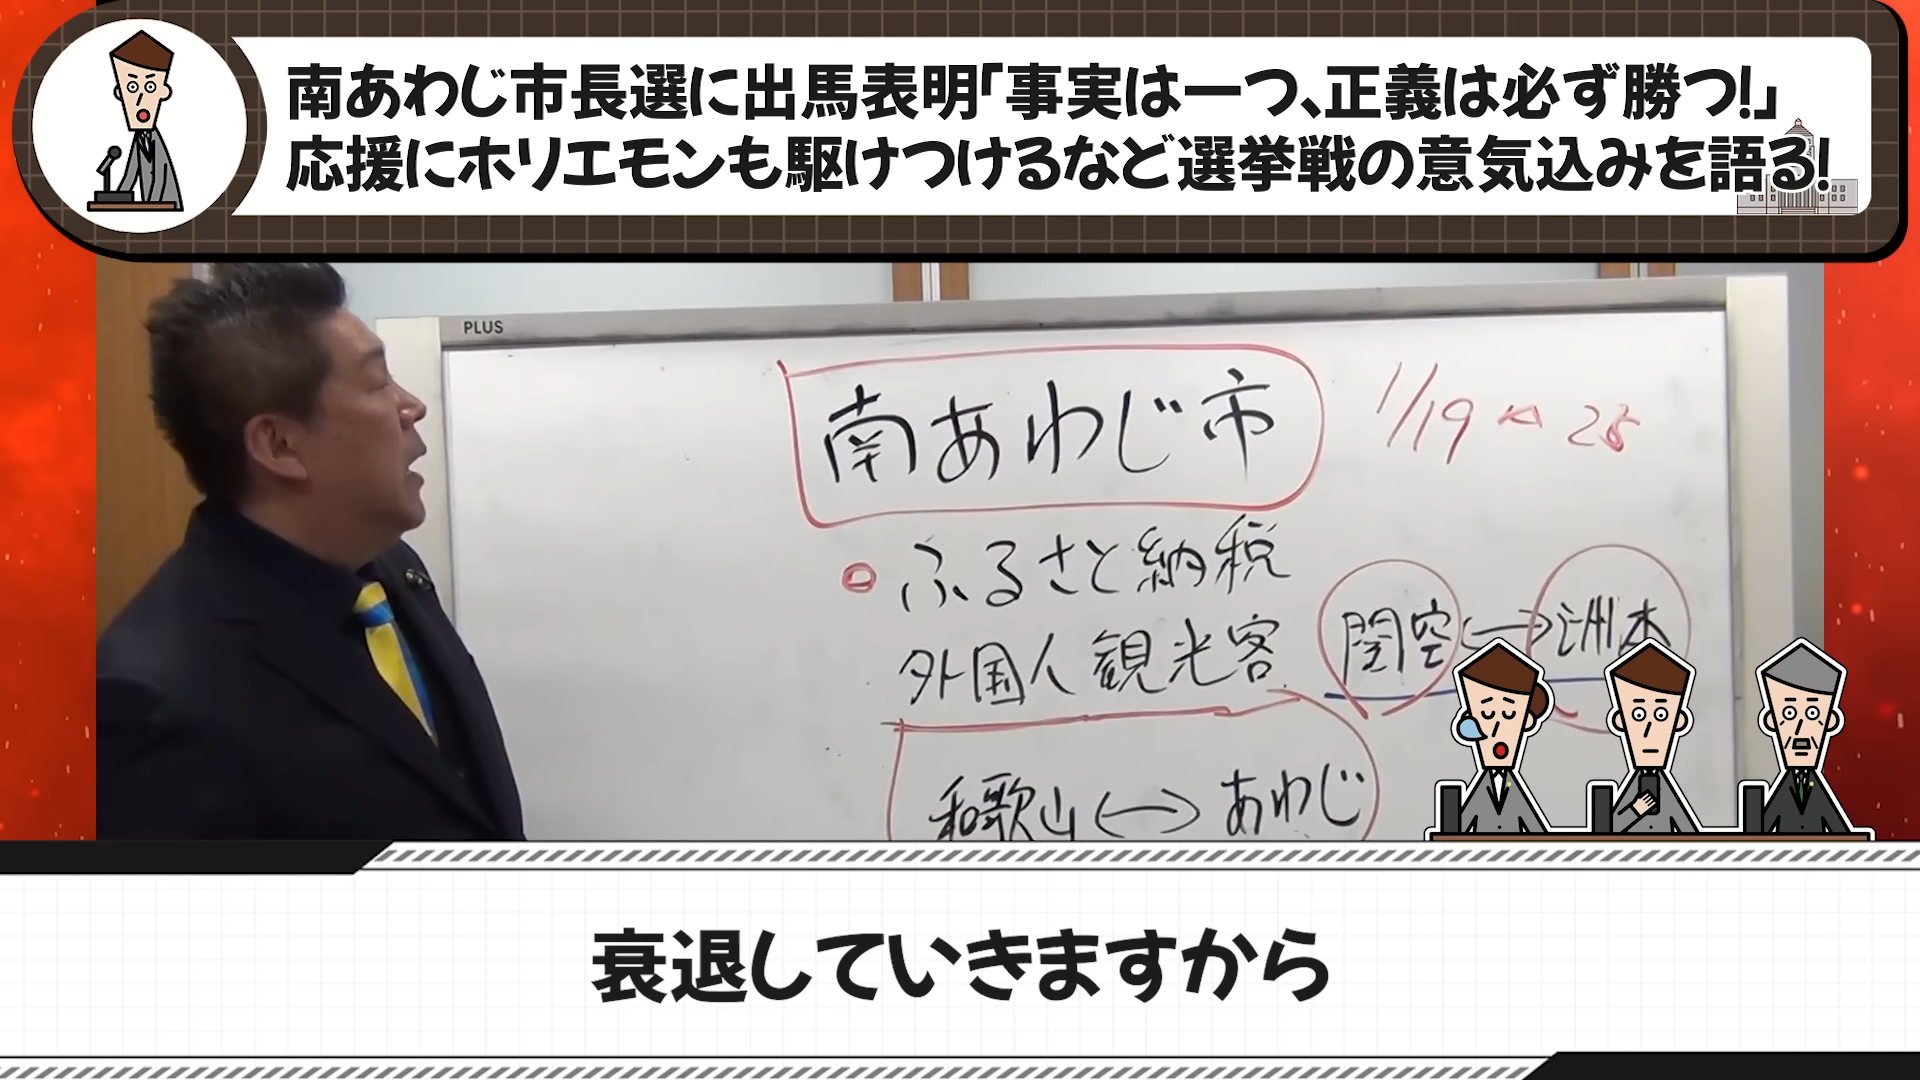 南あわじ市長選に出馬表明「事実は一つ、正義は必ず勝つ!」
応援にホリエモンも駆けつけるなど選挙戦の意気込みを語る!
PLUS
南あわじ市
1/19
25
ふるさと納税
外国人観光客
関空↔洲本
和歌山↔あわじ
衰退していきますから